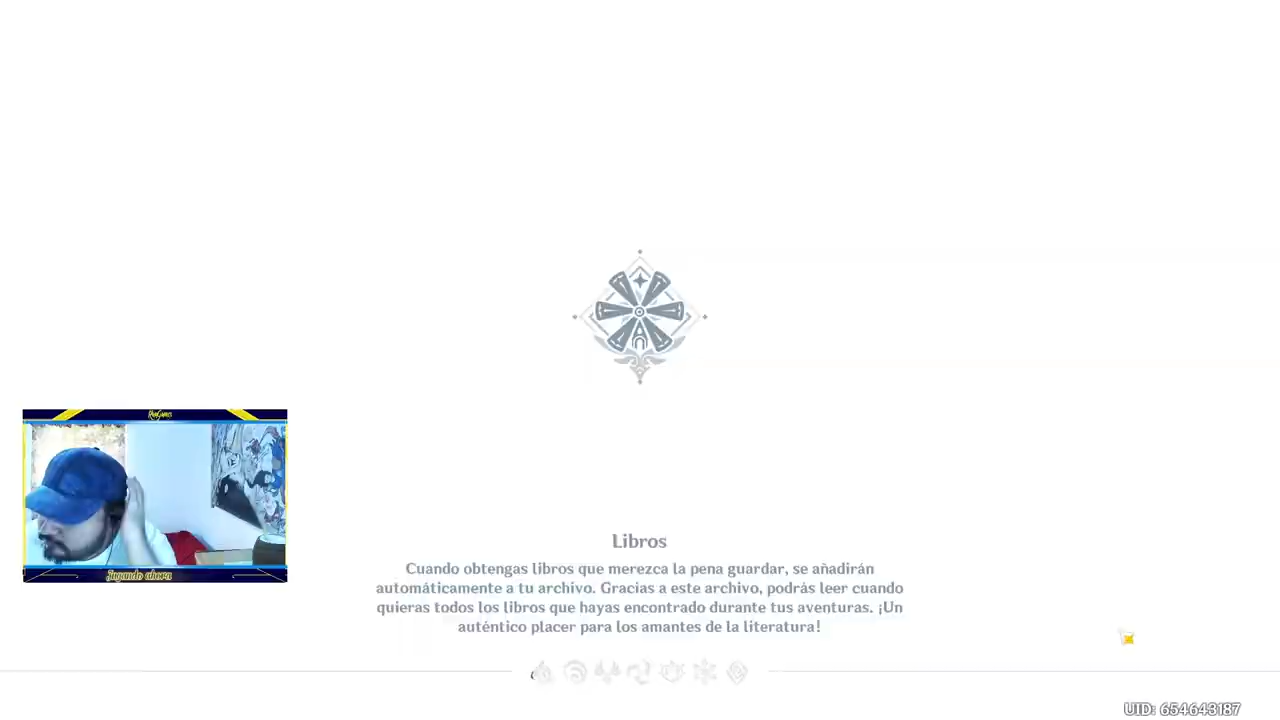 RanGames
Jugando ahora
Libros
Cuando obtengas libros que merezca la pena guardar, se añadirán
automáticamente a tu archivo. Gracias a este archivo, podrás leer cuando
quieras todos los libros que hayas encontrado durante tus aventuras. ¡Un
auténtico placer para los amantes de la literatura!
UID: 654643187